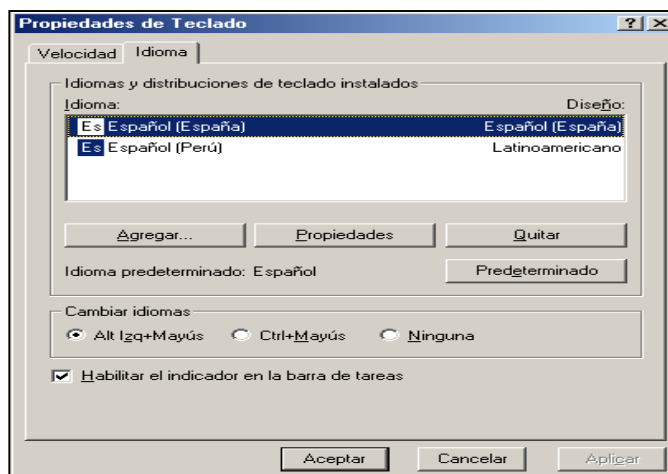 Propiedades de Teclado
Velocidad Idioma
Idiomas y distribuciones de teclado instalados
Idioma: Diseño:
Es Español (España) Español (España)
Es Español (Perú) Latinoamericano
Agregar... Propiedades Quitar
Idioma predeterminado: Español Predeterminado
Cambiar idiomas
Alt Izq+Mayús Ctrl+Mayús Ninguna
Habilitar el indicador en la barra de tareas
Aceptar Cancelar Aplicar